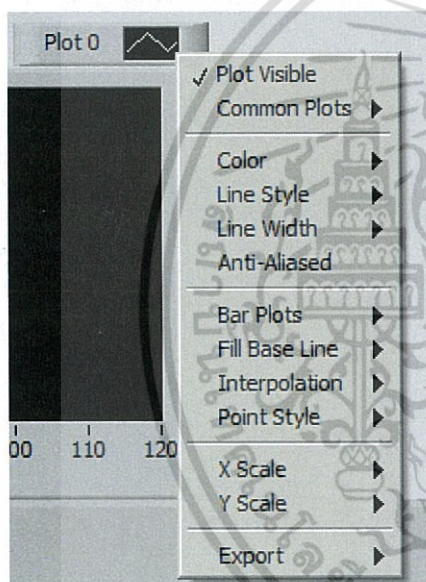 Plot 0
✓ Plot Visible
Common Plots
Color
Line Style
Line Width
Anti-Aliased
Bar Plots
Fill Base Line
Interpolation
Point Style
X Scale
Y Scale
Export
00 110 120